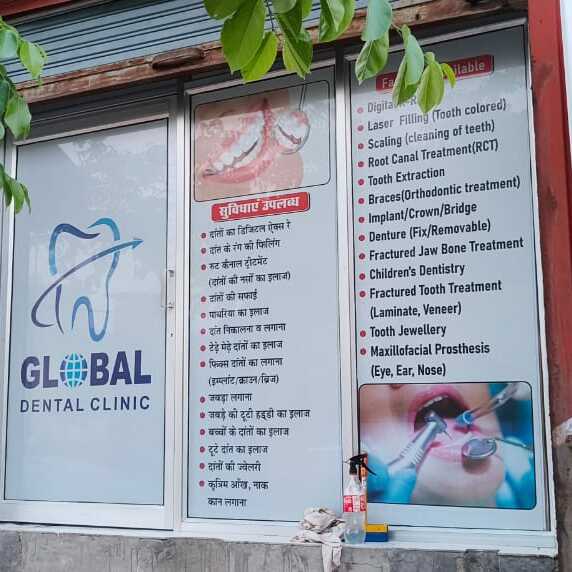 GLOBAL
DENTAL CLINIC
सुविधाएं उपलब्ध
दांतों का डिजिटल ऐक्स रे
दांत के रंग की फिलिंग
रुट कैनाल ट्रीटमेंट
(दांतों की नसों का इलाज)
दांतों की सफाई
पायरिया का इलाज
दांत निकालना व लगाना
टेढ़े मेढ़े दांतों का इलाज
फिक्स दांतों का लगाना
(इम्प्लांट/क्राउन/ब्रिज)
जबड़ा लगाना
जबड़े की टूटी हड्डी का इलाज
बच्चों के दांतों का इलाज
टूटे दांत का इलाज
दांतों की ज्वेलरी
कृत्रिम आँख, नाक
कान लगाना
Digital
Laser Filling (Tooth colored)
Scaling (cleaning of teeth)
Root Canal Treatment(RCT)
Tooth Extraction
Braces(Orthodontic treatment)
Implant/Crown/Bridge
Denture (Fix/Removable)
Fractured Jaw Bone Treatment
Children's Dentistry
Fractured Tooth Treatment
(Laminate, Veneer)
Tooth Jewellery
Maxillofacial Prosthesis
(Eye, Ear, Nose)